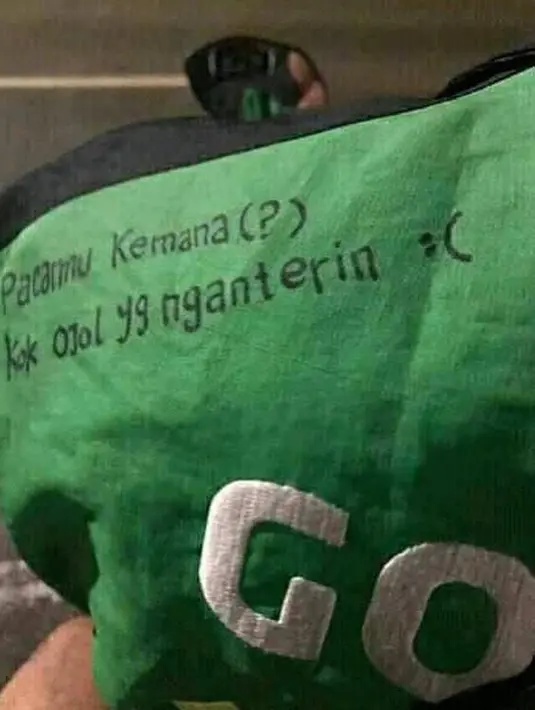 Pacarmu Kemana (?)
Kok ojol yg nganterin :(
GO